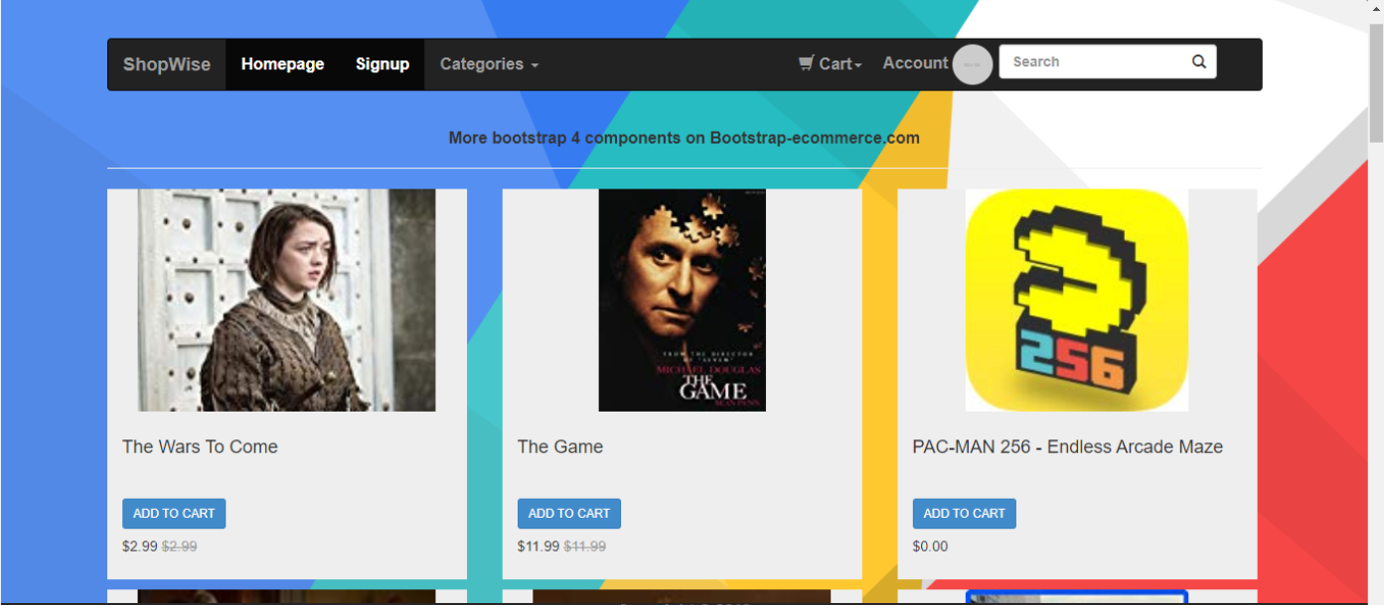 ShopWise Homepage Signup Categories Cart Account Search
More bootstrap 4 components on Bootstrap-ecommerce.com
FROM THE DIRECTOR
OF "SEVEN"
MICHAEL DOUGLAS
THE
GAME
SEAN PENN
256
The Wars To Come The Game PAC-MAN 256 - Endless Arcade Maze
ADD TO CART ADD TO CART ADD TO CART
$2.99 $2.99 $11.99 $11.99 $0.00